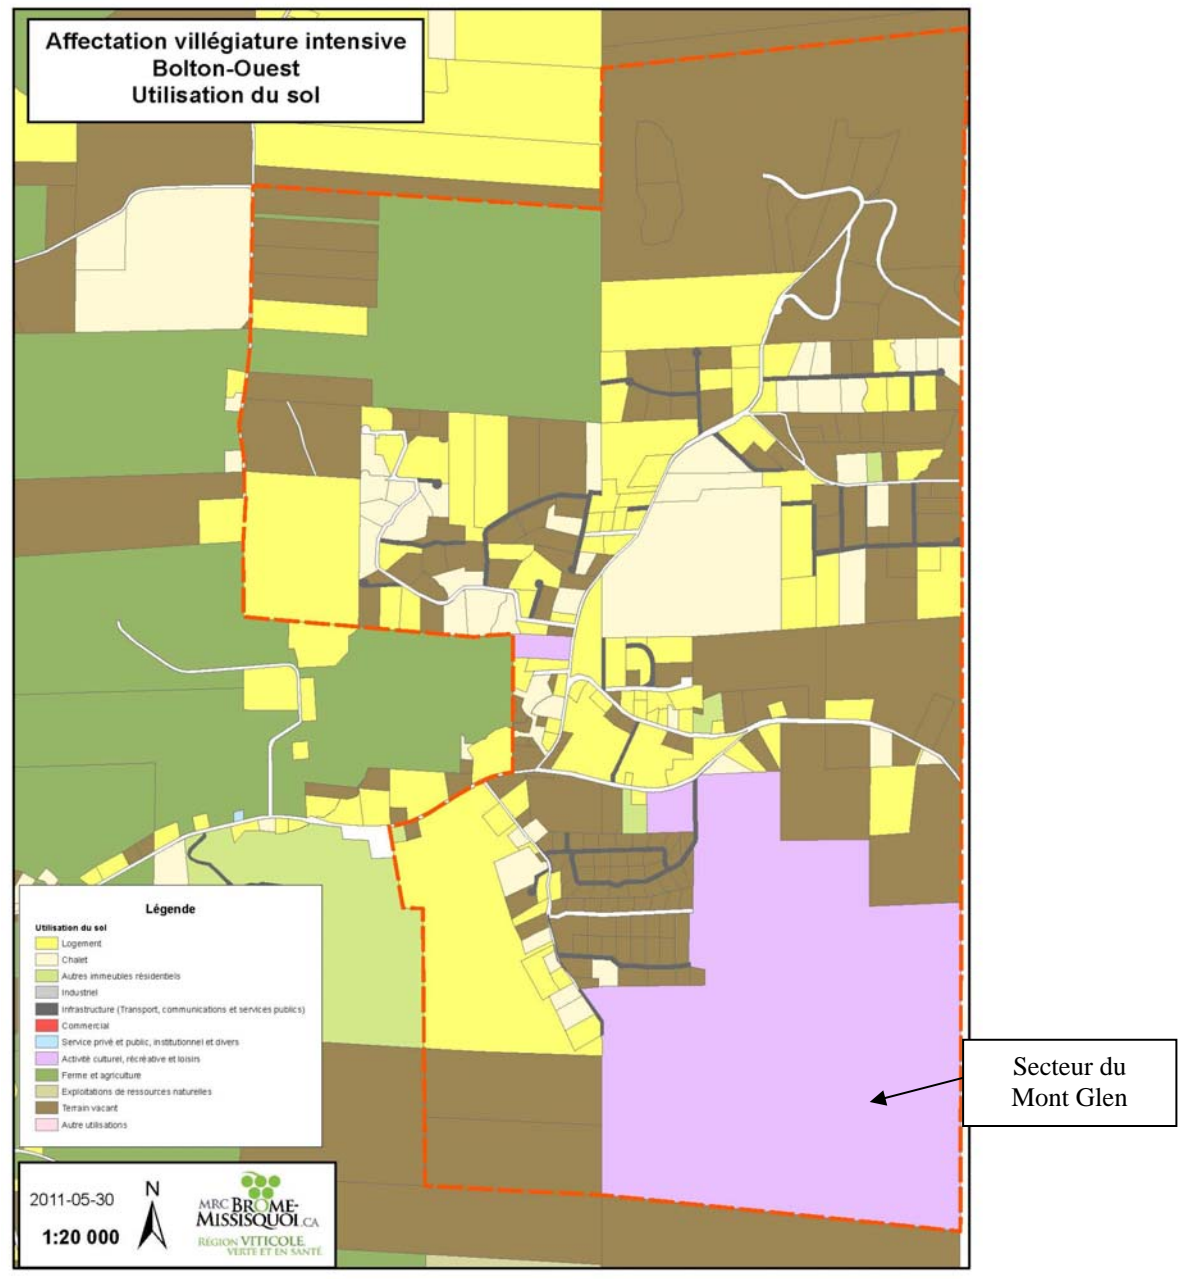 Affectation villégiature intensive
Bolton-Ouest
Utilisation du sol
Légende
Utilisation du sol
Logement
Chalet
Autres immeubles résidentiels
Industriel
Infrastructure (Transport, communications et services publics)
Commercial
Service privé et public, institutionnel et divers
Activité culturel, récréative et loisirs
Ferme et agriculture
Exploitations de ressources naturelles
Terrain vacant
Autre utilisations
Secteur du
Mont Glen
2011-05-30
1:20 000
N
MRC BROME-
MISSISQUOI.CA
RÉGION VITICOLE
VERTE ET EN SANTÉ